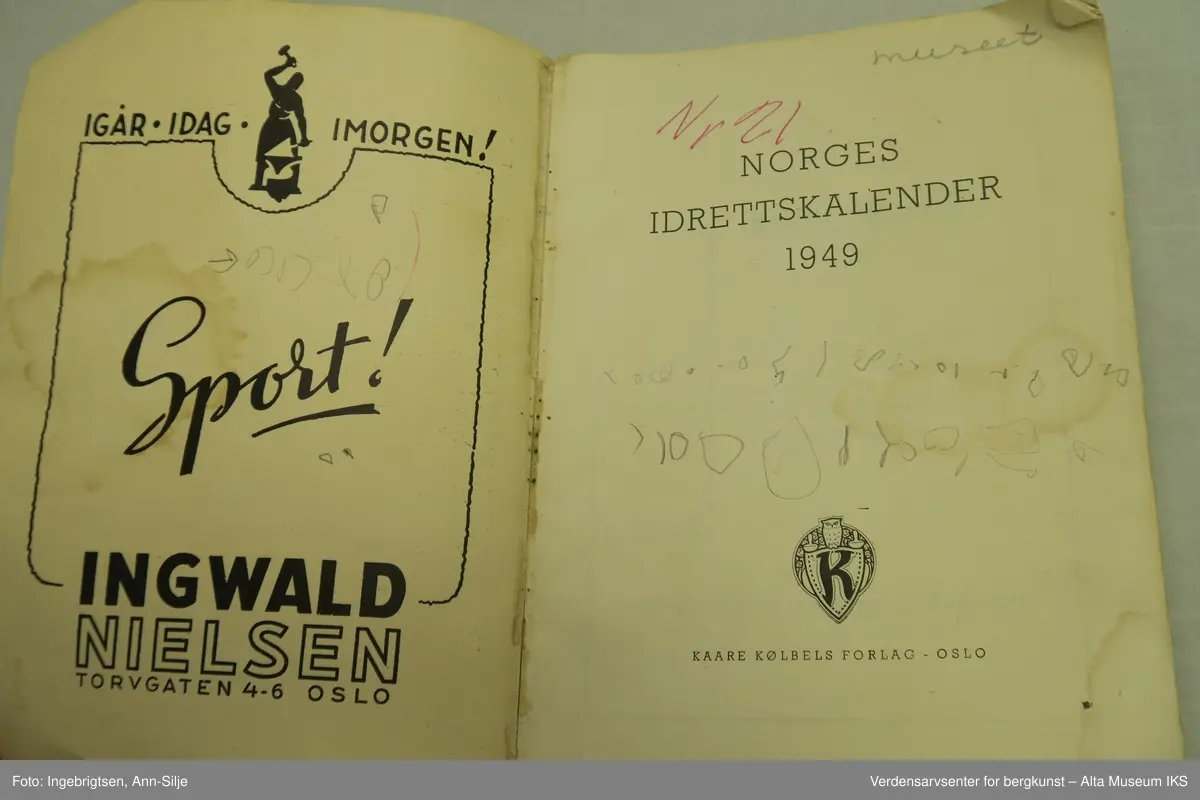 IGÅR • IDAG • IMORGEN!
Sport!
INGWALD
NIELSEN
TORVGATEN 4-6 OSLO
museet
Nr 21
NORGES
IDRETTSKALENDER
1949
K
KAARE KØLBELS FORLAG - OSLO
Foto: Ingebrigtsen, Ann-Silje
Verdensarvsenter for bergkunst – Alta Museum IKS